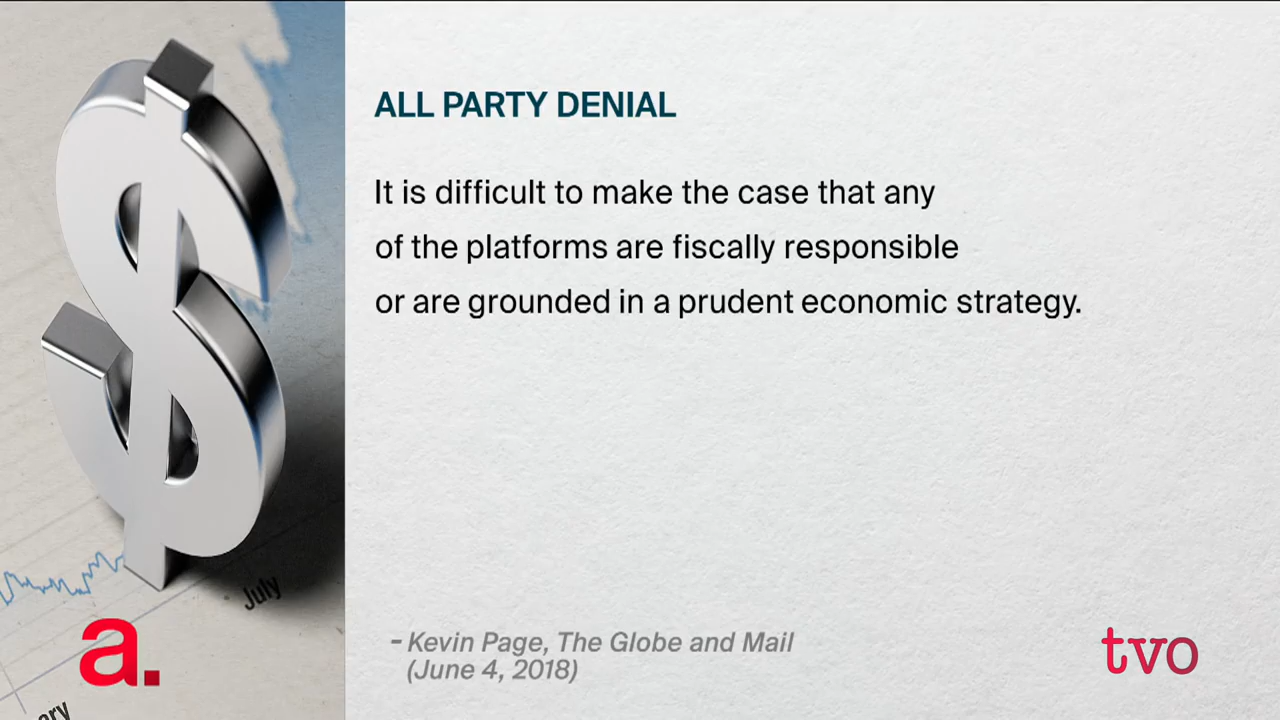 ALL PARTY DENIAL
It is difficult to make the case that any
of the platforms are fiscally responsible
or are grounded in a prudent economic strategy.
July
ary
a.
- Kevin Page, The Globe and Mail
(June 4, 2018)
tvo